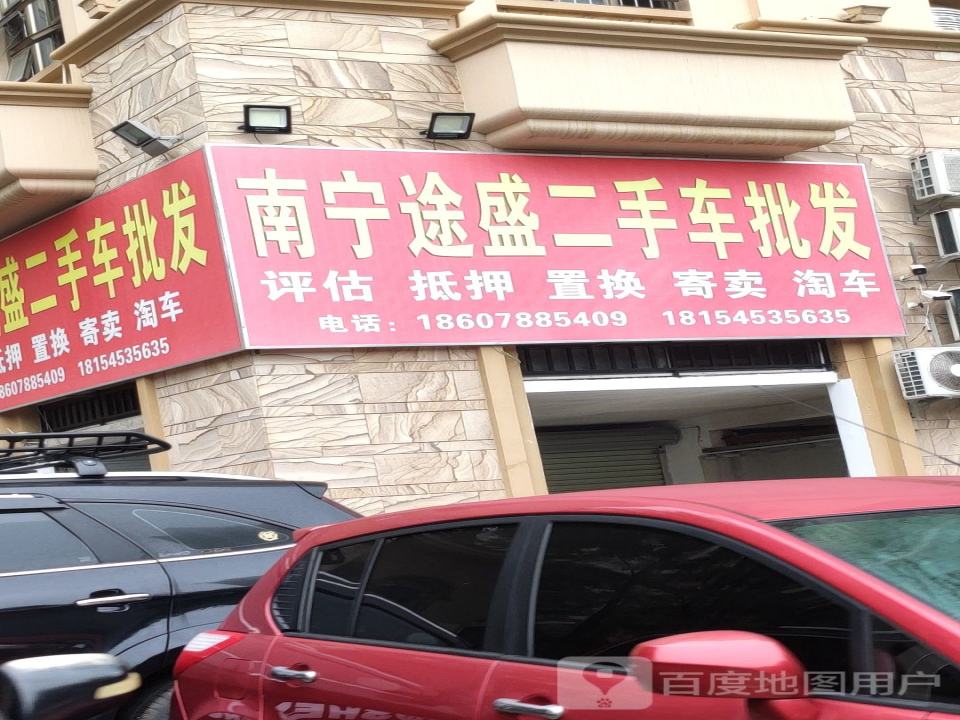 南宁途盛二手车批发
评估 抵押 置换 寄卖 淘车
电话：18607885409 18154535635
盛二手车批发
押 置换 寄卖 淘车
18607885409 18154535635
百度地图用户